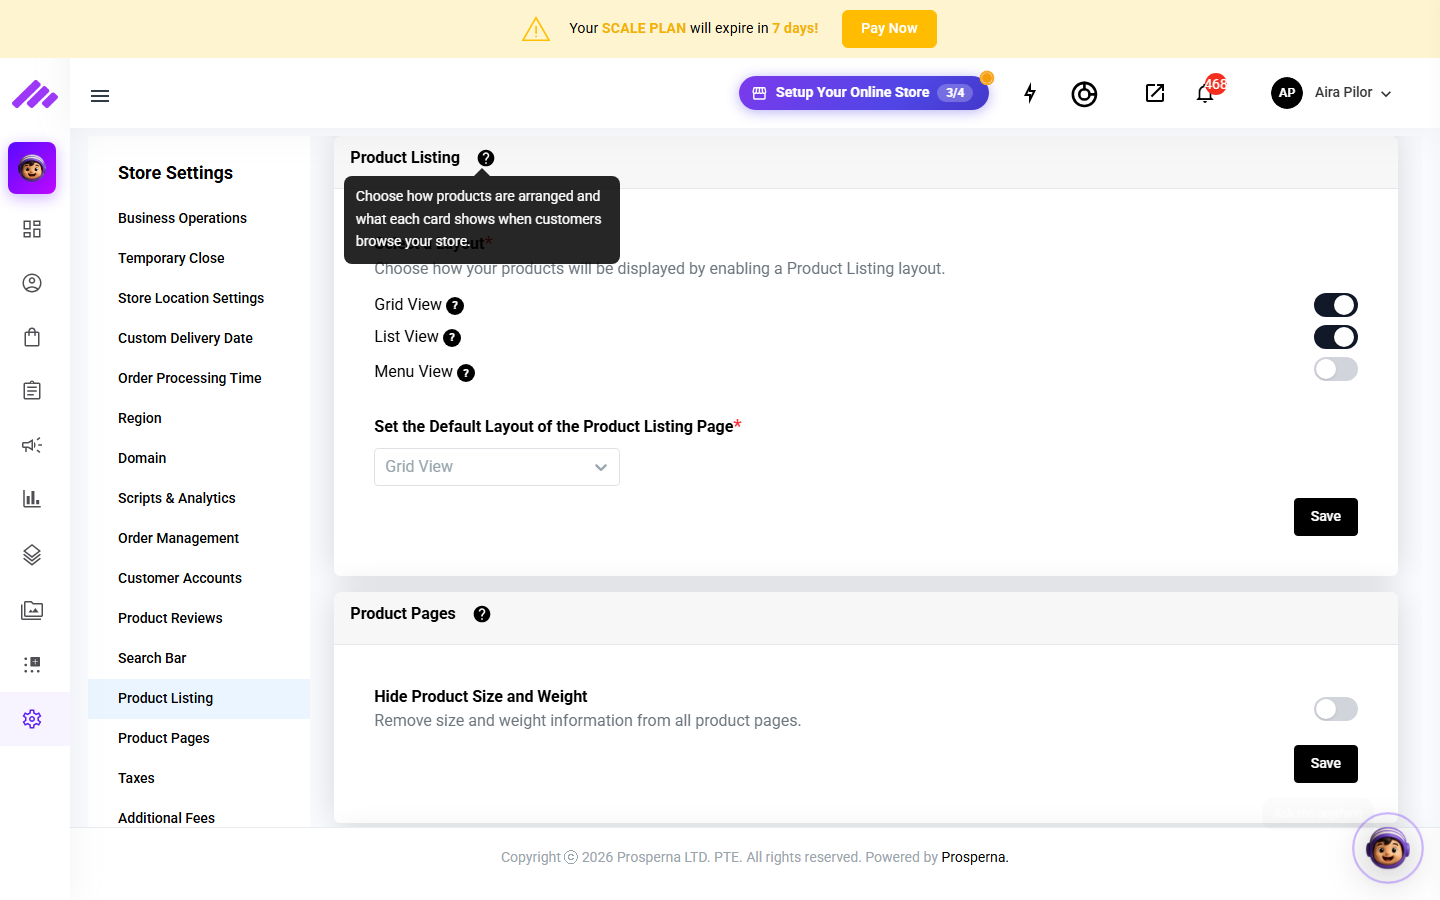 Your SCALE PLAN will expire in 7 days!
Pay Now
Setup Your Online Store 3/4
468
AP
Aira Pilor
Store Settings
Business Operations
Temporary Close
Store Location Settings
Custom Delivery Date
Order Processing Time
Region
Domain
Scripts & Analytics
Order Management
Customer Accounts
Product Reviews
Search Bar
Product Listing
Product Pages
Taxes
Additional Fees
Product Listing ?
Choose how products are arranged and
what each card shows when customers
browse your store.
Layout*
Choose how your products will be displayed by enabling a Product Listing layout.
Grid View ?
List View ?
Menu View ?
Set the Default Layout of the Product Listing Page*
Grid View
Save
Product Pages ?
Hide Product Size and Weight
Remove size and weight information from all product pages.
Save
Copyright © 2026 Prosperna LTD. PTE. All rights reserved. Powered by Prosperna.